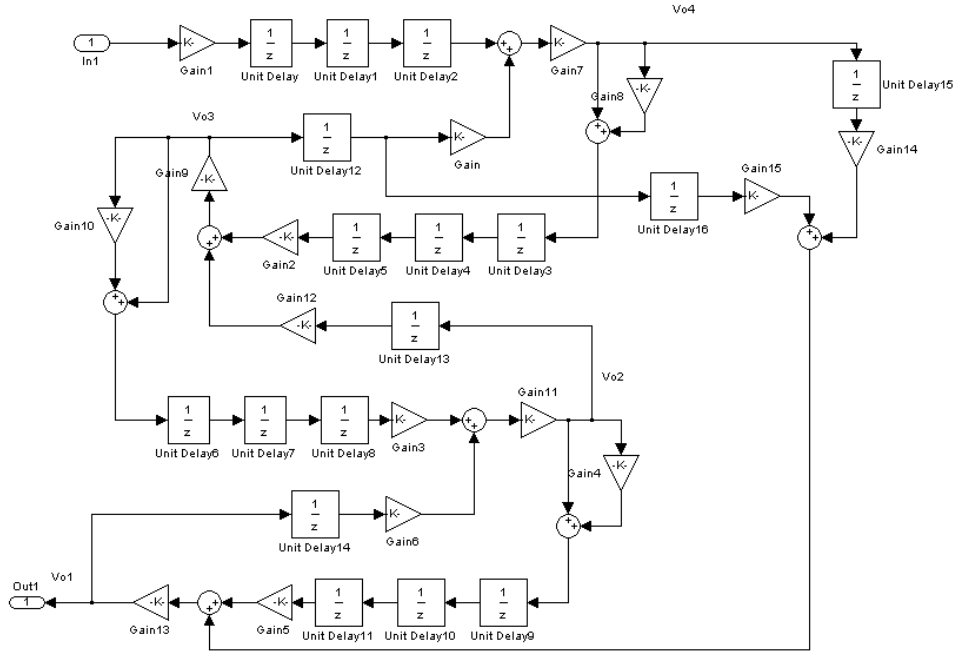 Vo4
1
In1
K-
Gain1
1
z
Unit Delay
1
z
Unit Delay1
1
z
Unit Delay2
++
K-
Gain7
-K-
Gain8
++
1
z
Unit Delay15
-K-
Gain14
Vo3
-K-
Gain9
1
z
Unit Delay12
K-
Gain
-K-
Gain10
++
++
-K-
Gain2
1
z
Unit Delay5
1
z
Unit Delay4
1
z
Unit Delay3
1
z
Unit Delay16
K-
Gain15
++
Gain12
-K-
1
z
Unit Delay13
Vo2
1
z
Unit Delay6
1
z
Unit Delay7
1
z
Unit Delay8
K-
Gain3
++
Gain11
K-
-K-
Gain4
++
1
z
Unit Delay14
K-
Gain6
Out1
1
Vo1
-K-
Gain13
++
-K-
Gain5
1
z
Unit Delay11
1
z
Unit Delay10
1
z
Unit Delay9